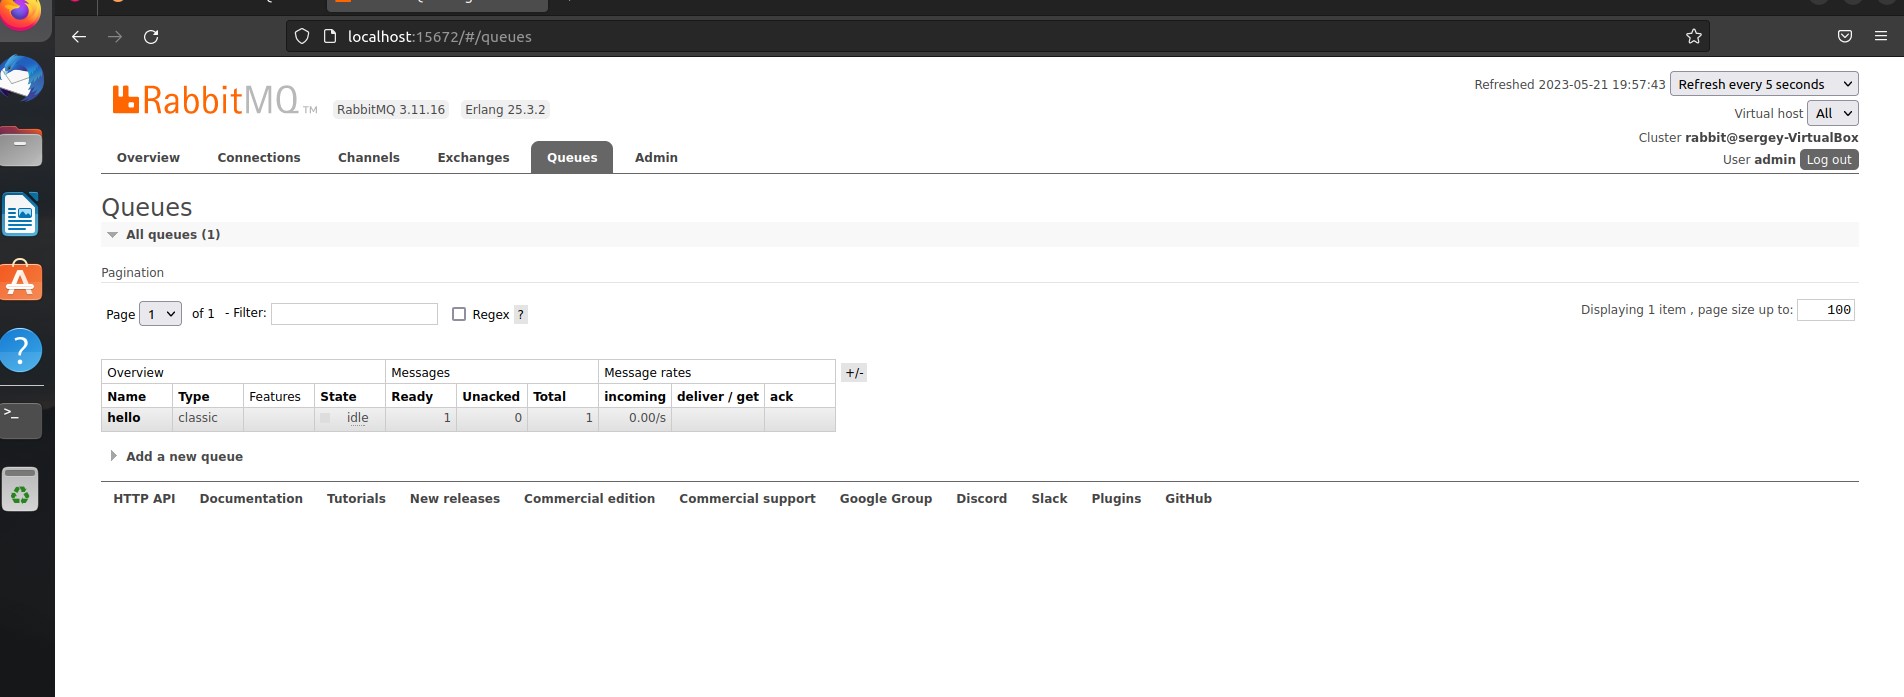 localhost:15672/#/queues
Refreshed 2023-05-21 19:57:43 Refresh every 5 seconds
RabbitMQ TM RabbitMQ 3.11.16 Erlang 25.3.2
Virtual host All
Cluster rabbit@sergey-VirtualBox
User admin Log out
Overview Connections Channels Exchanges Queues Admin
Queues
All queues (1)
Pagination
Page 1 of 1 - Filter: Regex ?
Displaying 1 item , page size up to: 100
Overview Messages Message rates +/-
Name Type Features State Ready Unacked Total incoming deliver / get ack
hello classic idle 1 0 1 0.00/s
Add a new queue
HTTP API Documentation Tutorials New releases Commercial edition Commercial support Google Group Discord Slack Plugins GitHub